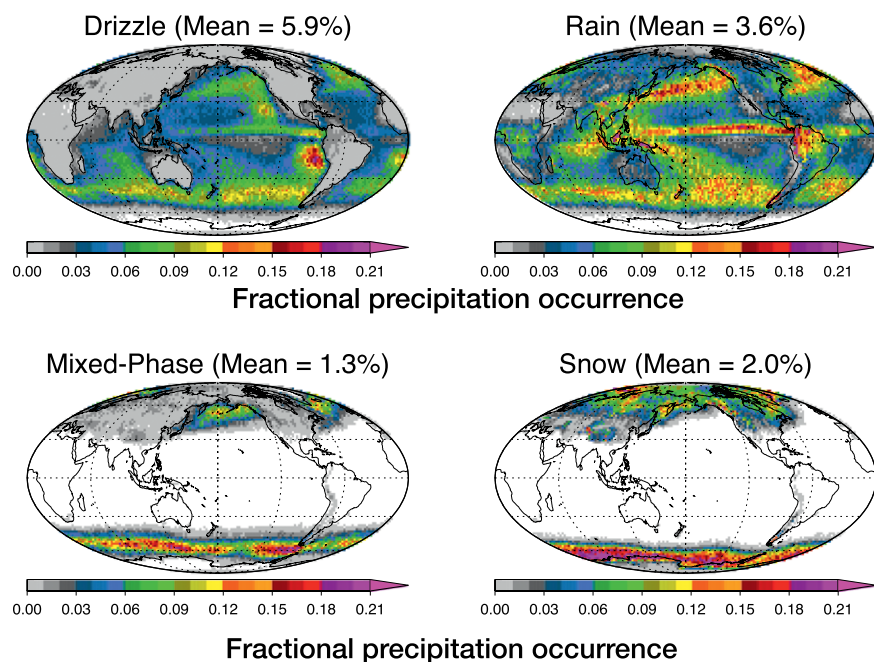 Drizzle (Mean = 5.9%)
Rain (Mean = 3.6%)
0.00 0.03 0.06 0.09 0.12 0.15 0.18 0.21
0.00 0.03 0.06 0.09 0.12 0.15 0.18 0.21
Fractional precipitation occurrence
Mixed-Phase (Mean = 1.3%)
Snow (Mean = 2.0%)
0.00 0.03 0.06 0.09 0.12 0.15 0.18 0.21
0.00 0.03 0.06 0.09 0.12 0.15 0.18 0.21
Fractional precipitation occurrence